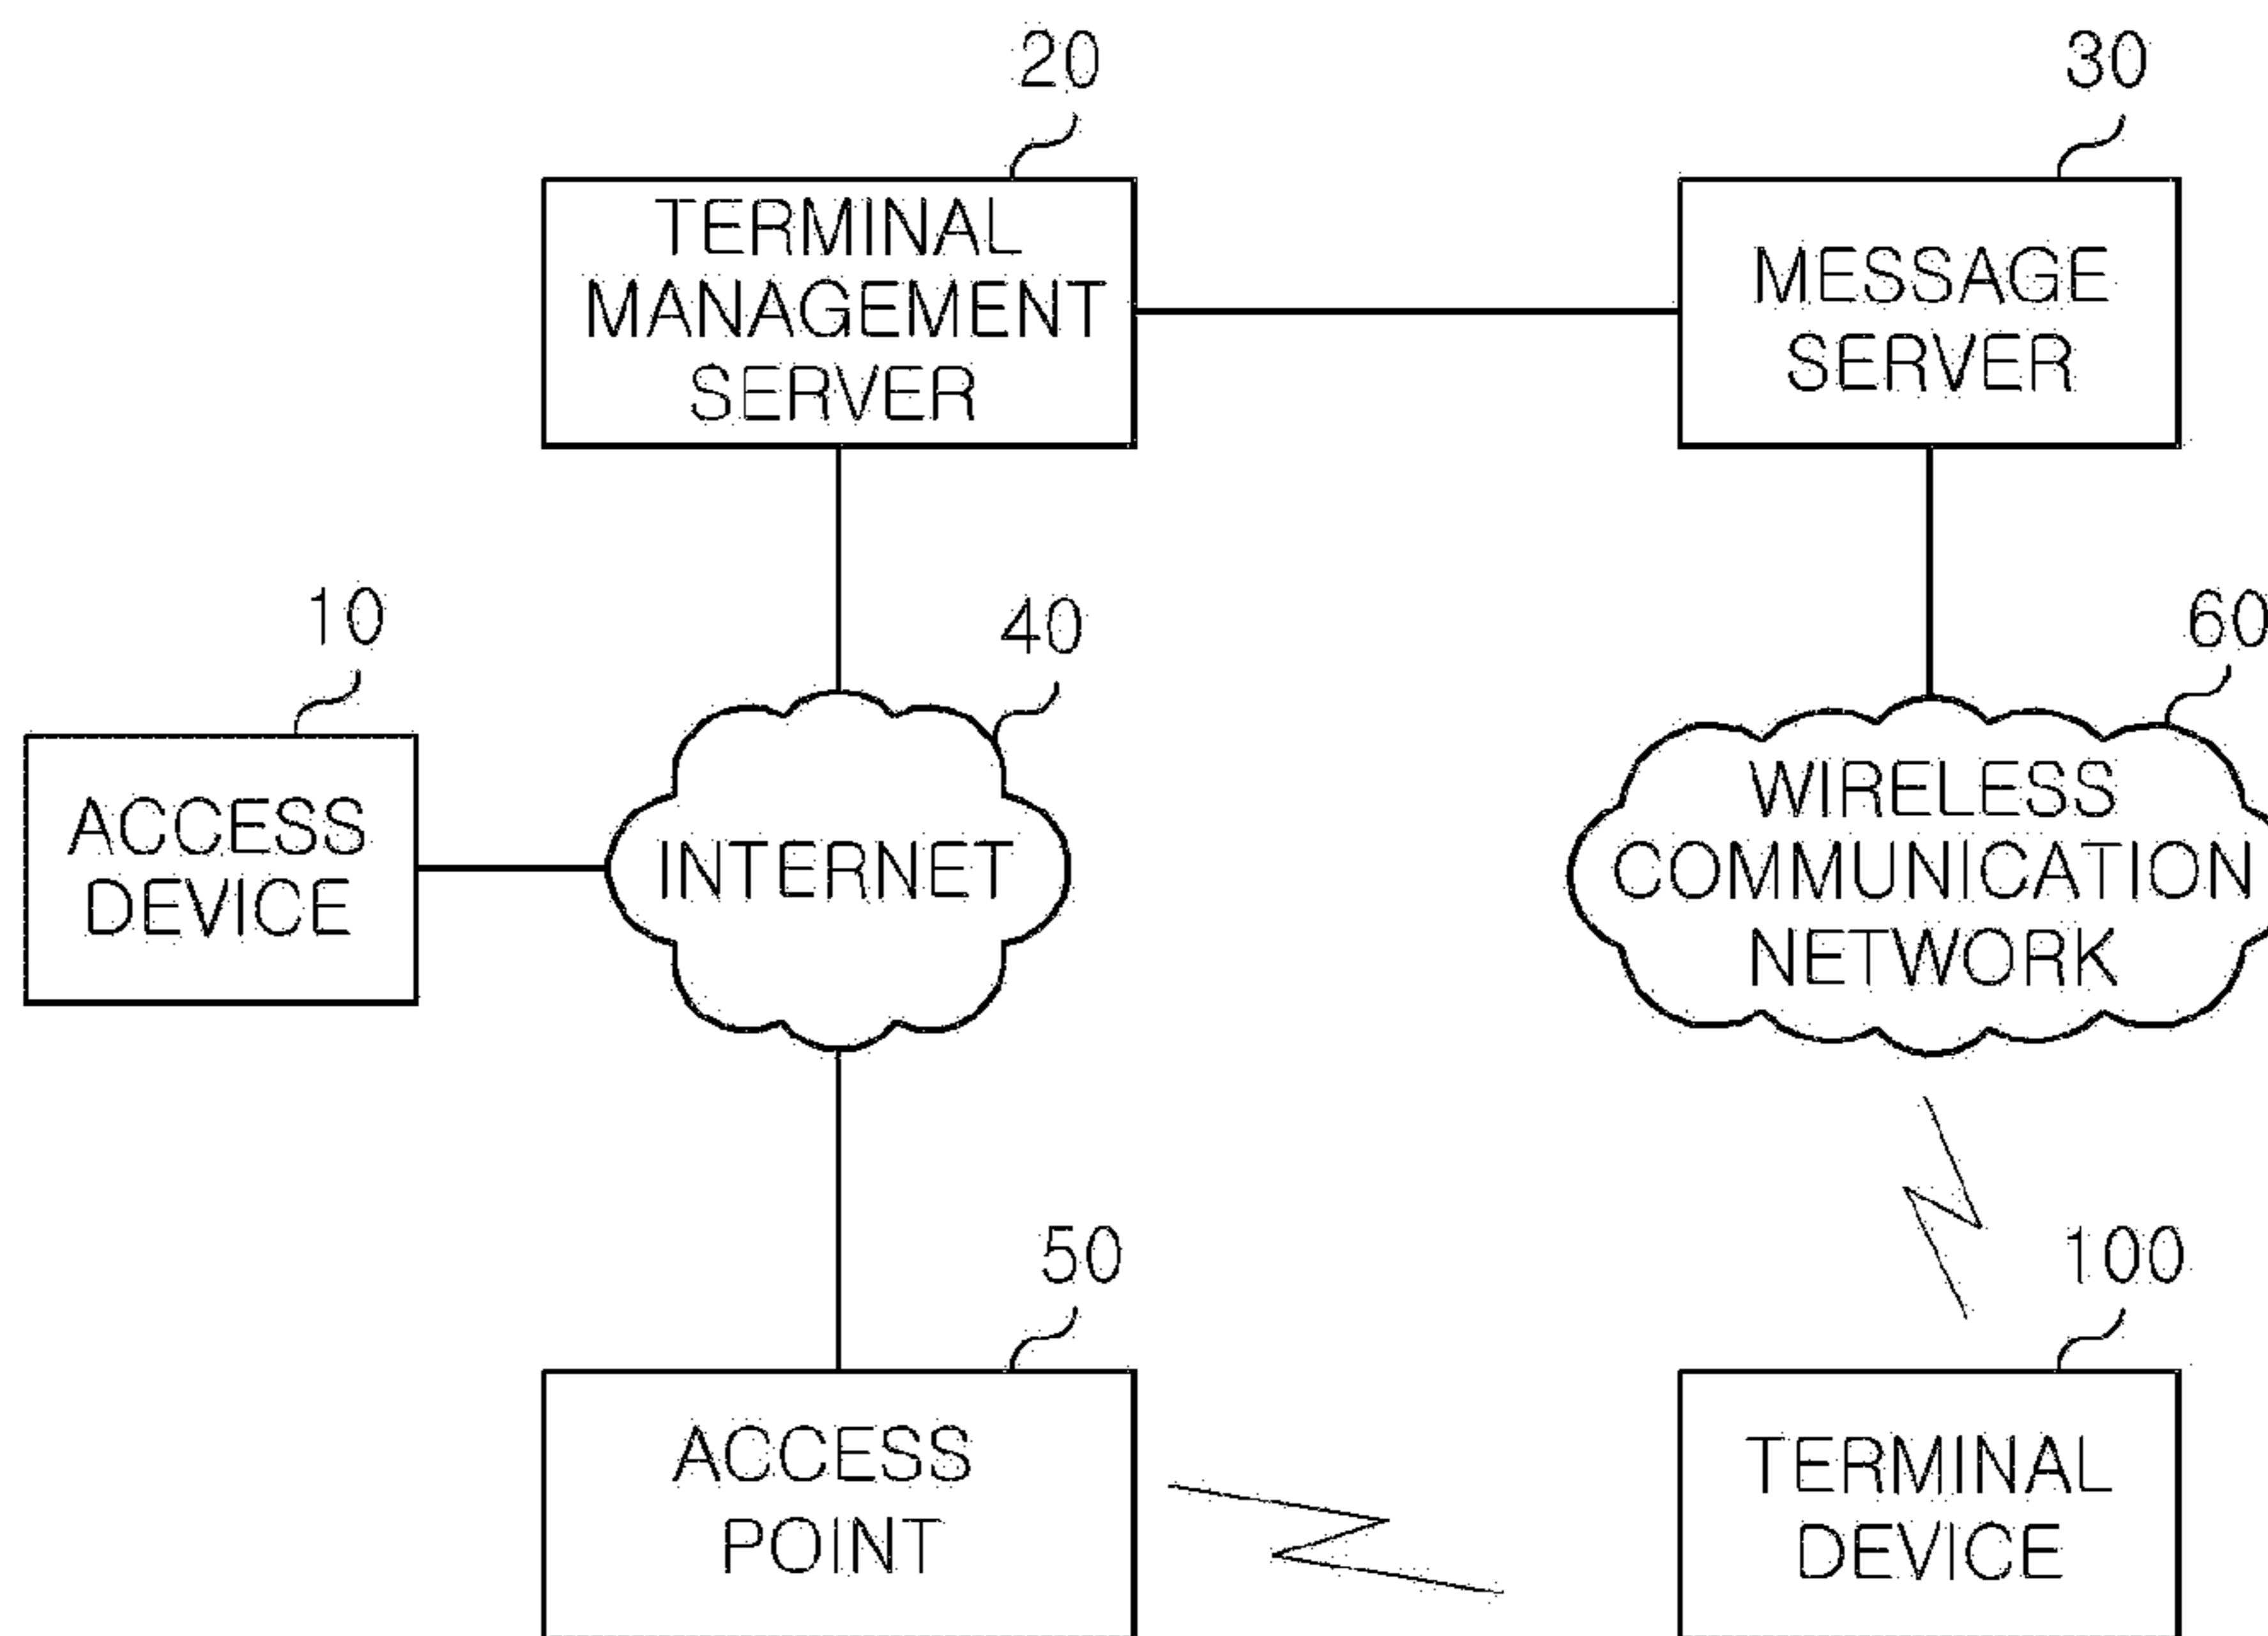 20
30
TERMINAL
MANAGEMENT
SERVER
MESSAGE
SERVER
10
40
60
ACCESS
DEVICE
INTERNET
WIRELESS
COMMUNICATION
NETWORK
50
100
ACCESS
POINT
TERMINAL
DEVICE